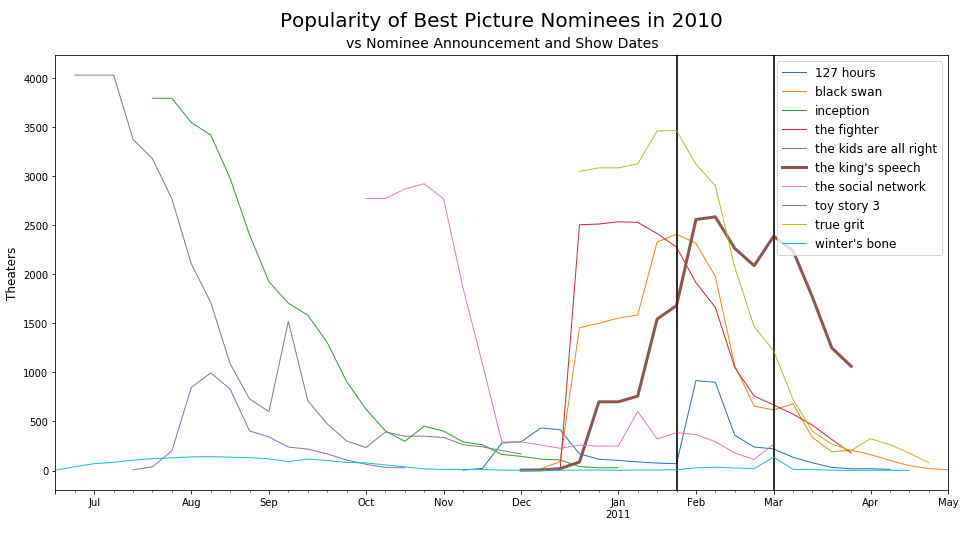 Popularity of Best Picture Nominees in 2010
vs Nominee Announcement and Show Dates
Theaters
4000
3500
3000
2500
2000
1500
1000
500
0
Jul
Aug
Sep
Oct
Nov
Dec
Jan
2011
Feb
Mar
Apr
May
127 hours
black swan
inception
the fighter
the kids are all right
the king's speech
the social network
toy story 3
true grit
winter's bone